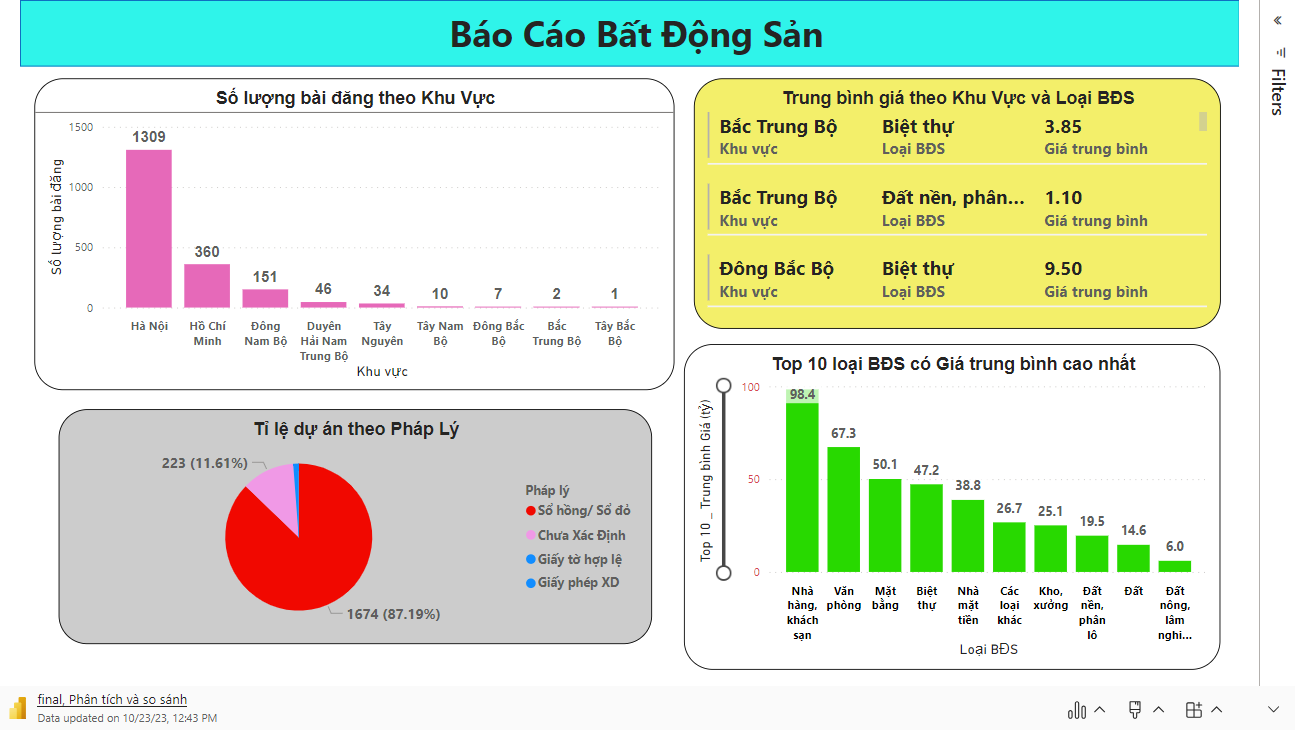 Báo Cáo Bất Động Sản
«
Filters
Số lượng bài đăng theo Khu Vực
Số lượng bài đăng
1500
1000
500
0
1309
360
151
46
34
10
7
2
1
Hà Nội
Hồ Chí
Minh
Đông
Nam Bộ
Duyên
Hải Nam
Trung Bộ
Tây
Nguyên
Tây Nam
Bộ
Đông Bắc
Bộ
Bắc
Trung Bộ
Tây Bắc
Bộ
Khu vực
Trung bình giá theo Khu Vực và Loại BĐS
Bắc Trung Bộ Biệt thự 3.85
Khu vực Loại BĐS Giá trung bình
Bắc Trung Bộ Đất nền, phân... 1.10
Khu vực Loại BĐS Giá trung bình
Đông Bắc Bộ Biệt thự 9.50
Khu vực Loại BĐS Giá trung bình
Tỉ lệ dự án theo Pháp Lý
223 (11.61%)
1674 (87.19%)
Pháp lý
Sổ hồng/ Sổ đỏ
Chưa Xác Định
Giấy tờ hợp lệ
Giấy phép XD
Top 10 loại BĐS có Giá trung bình cao nhất
Top 10 _ Trung bình Giá (tỷ)
100
50
0
98.4
67.3
50.1
47.2
38.8
26.7
25.1
19.5
14.6
6.0
Nhà
hàng,
khách
sạn
Văn
phòng
Mặt
bằng
Biệt
thự
Nhà
mặt
tiền
Các
loại
khác
Kho,
xưởng
Đất
nền,
phân
lô
Đất
Đất
nông,
lâm
nghi...
Loại BĐS
final, Phân tích và so sánh
Data updated on 10/23/23, 12:43 PM